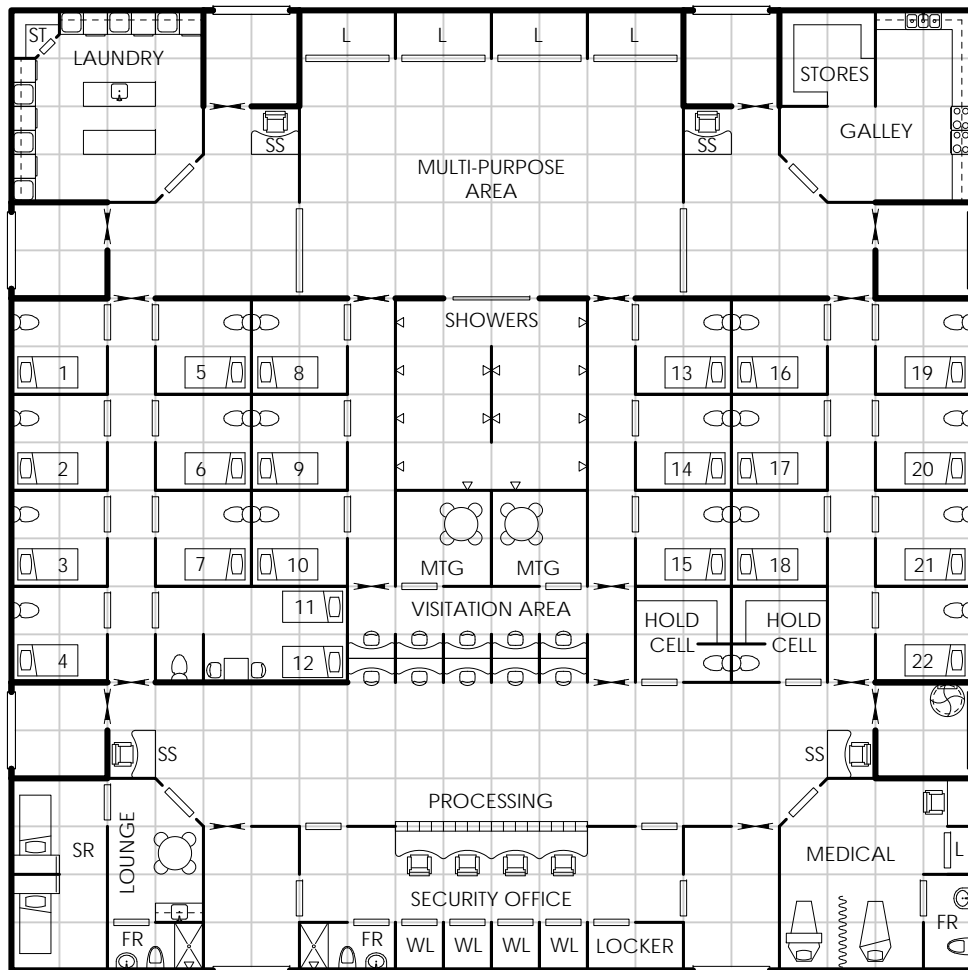 ST
LAUNDRY
L
L
L
L
STORES
GALLEY
SS
SS
MULTI-PURPOSE
AREA
SHOWERS
1
5
8
13
16
19
2
6
9
14
17
20
3
7
10
MTG
MTG
15
18
21
11
VISITATION AREA
HOLD
CELL
HOLD
CELL
4
12
22
SS
SS
PROCESSING
SR
LOUNGE
MEDICAL
L
SECURITY OFFICE
FR
FR
WL
WL
WL
WL
LOCKER
FR